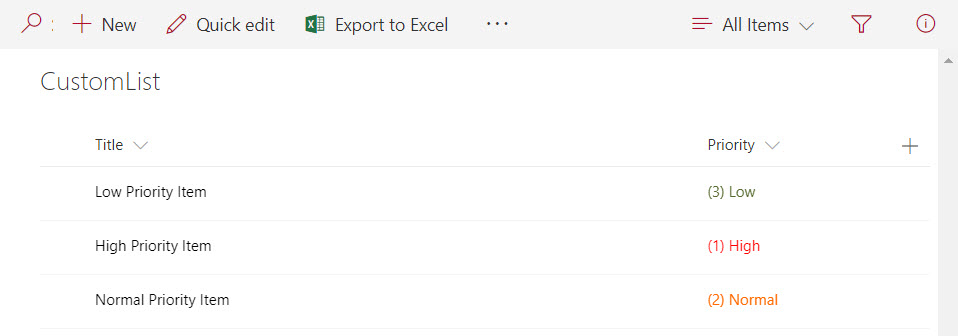 New Quick edit Export to Excel ... All Items
CustomList
Title Priority
Low Priority Item (3) Low
High Priority Item (1) High
Normal Priority Item (2) Normal